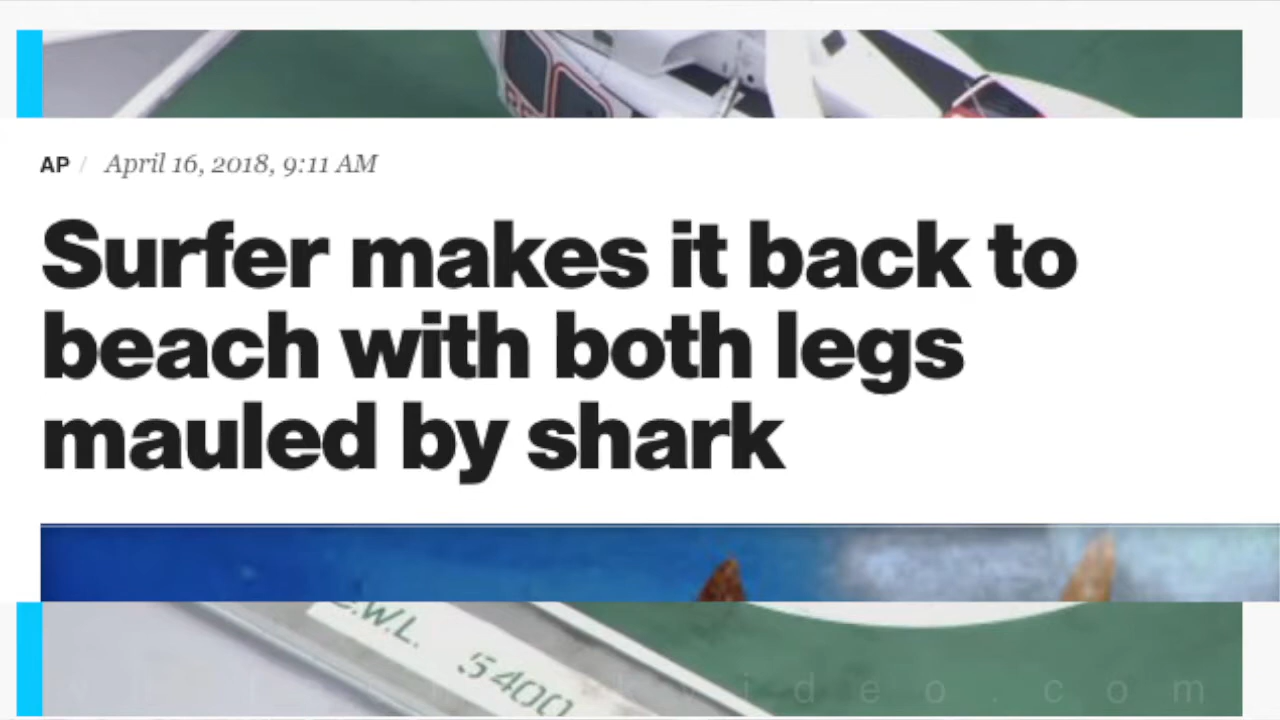 AP / April 16, 2018, 9:11 AM
Surfer makes it back to
beach with both legs
mauled by shark
.W.L. 5400